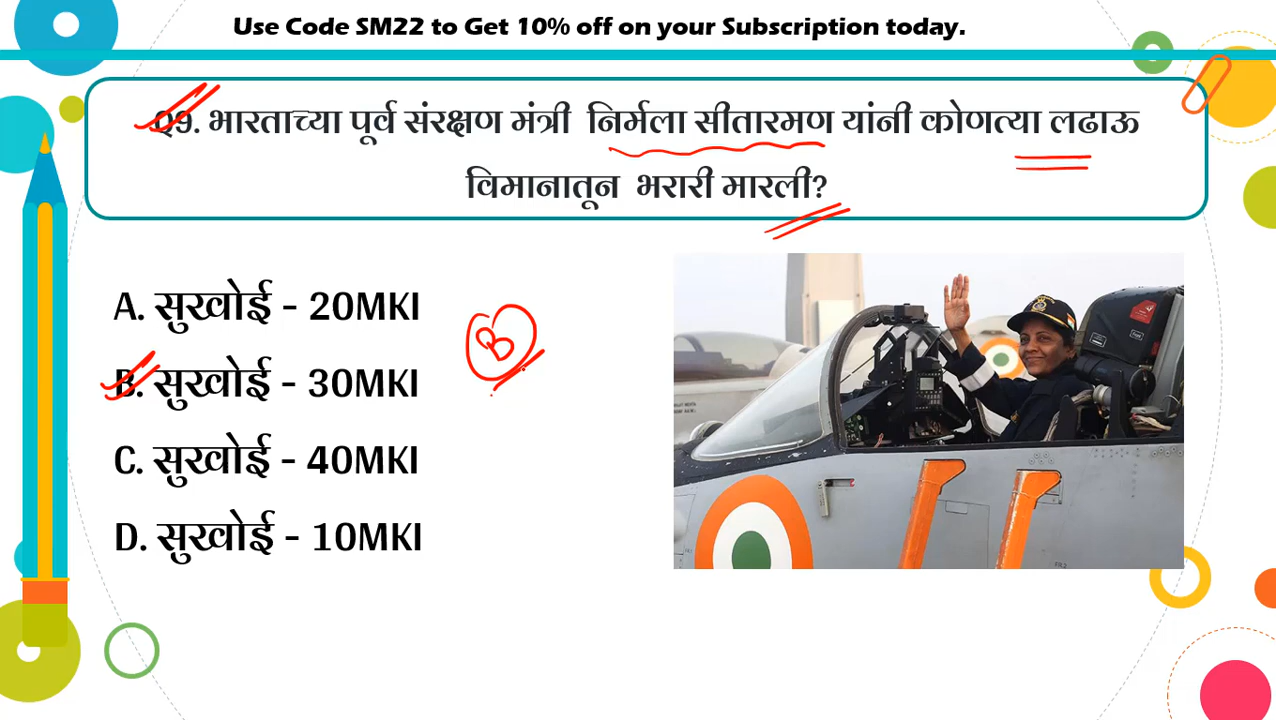 Use Code SM22 to Get 10% off on your Subscription today.
Q9. भारताच्या पूर्व संरक्षण मंत्री निर्मला सीतारमण यांनी कोणत्या लढाऊ
विमानातून भरारी मारली?
A. सुखोई - 20MKI
B. सुखोई - 30MKI
B
C. सुखोई - 40MKI
D. सुखोई - 10MKI